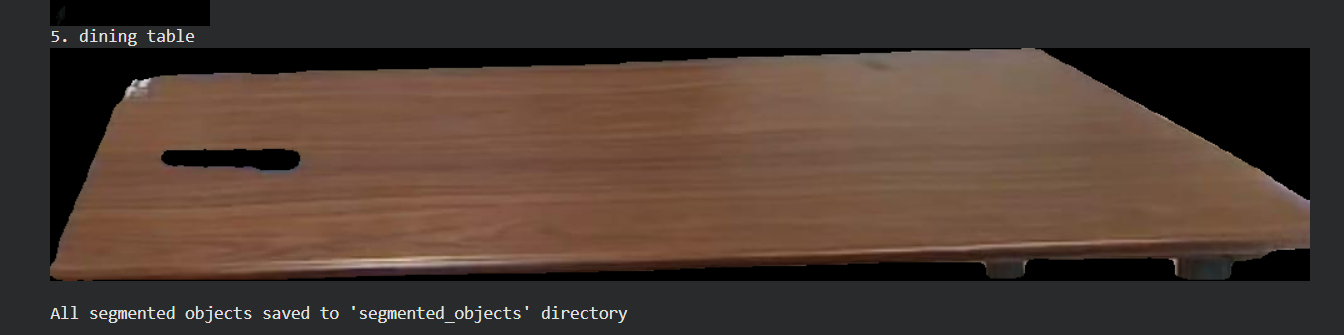 5. dining table
All segmented objects saved to 'segmented_objects' directory